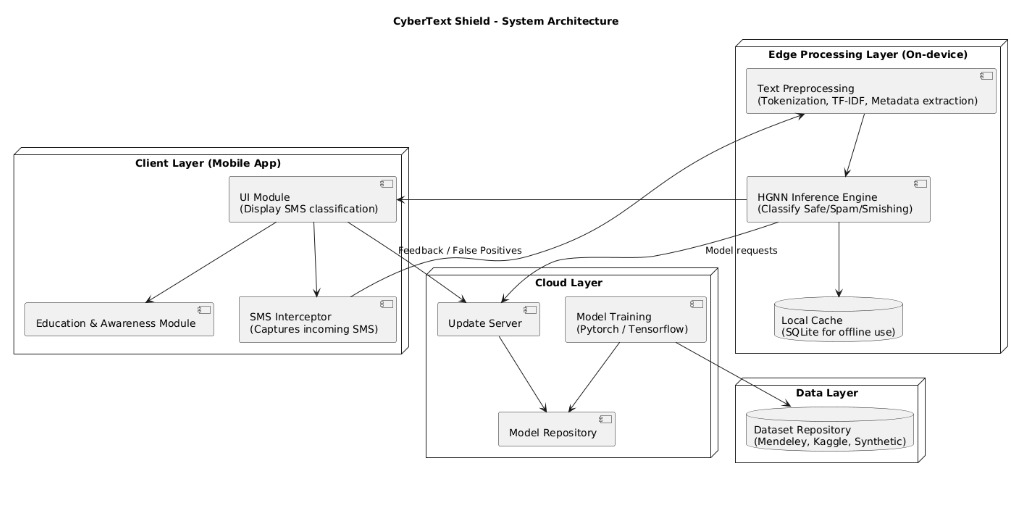 CyberText Shield - System Architecture
Edge Processing Layer (On-device)
Text Preprocessing
(Tokenization, TF-IDF, Metadata extraction)
Client Layer (Mobile App)
UI Module
(Display SMS classification)
HGNN Inference Engine
(Classify Safe/Spam/Smishing)
Feedback / False Positives
Model requests
Cloud Layer
Education & Awareness Module
SMS Interceptor
(Captures incoming SMS)
Update Server
Model Training
(Pytorch / Tensorflow)
Local Cache
(SQLite for offline use)
Model Repository
Data Layer
Dataset Repository
(Mendeley, Kaggle, Synthetic)